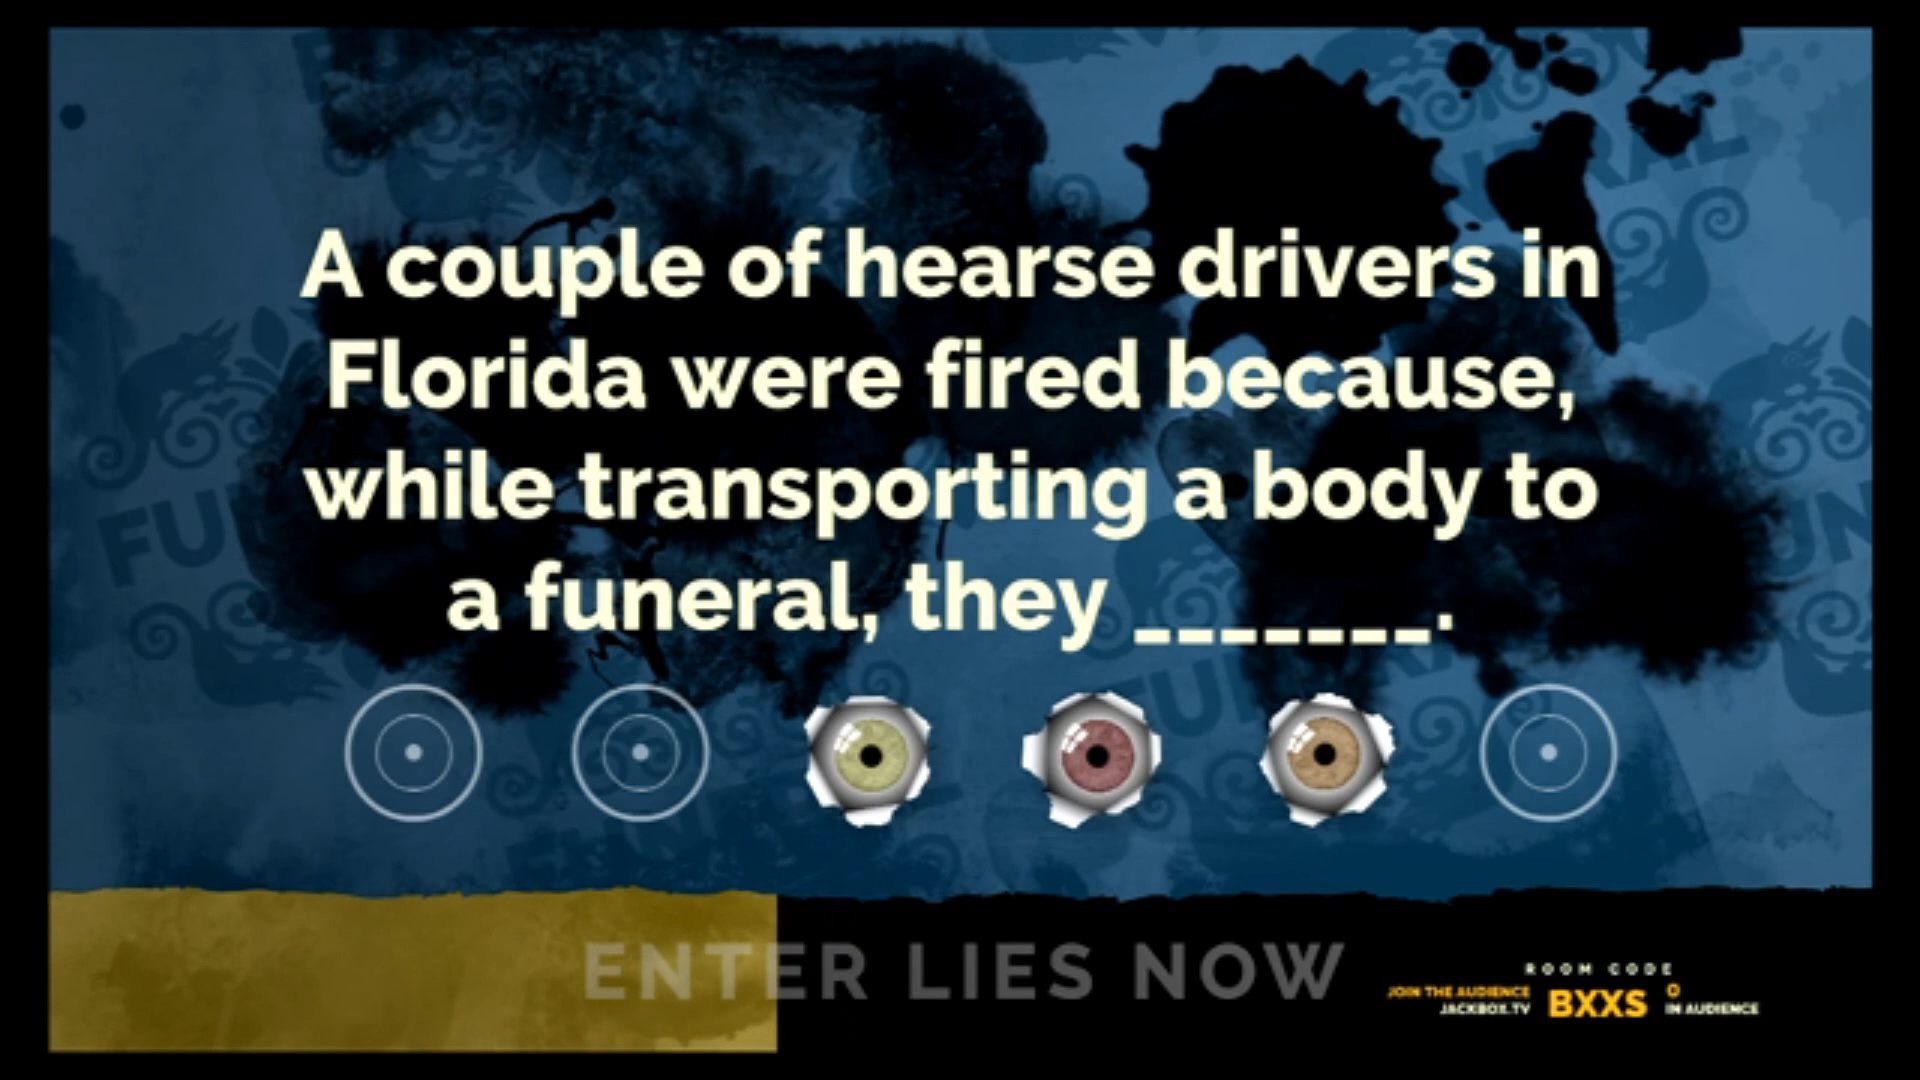 A couple of hearse drivers in
Florida were fired because,
while transporting a body to
a funeral, they _______.
ENTER LIES NOW
ROOM CODE
JOIN THE AUDIENCE
JACKBOX.TV
BXXS
0
IN AUDIENCE